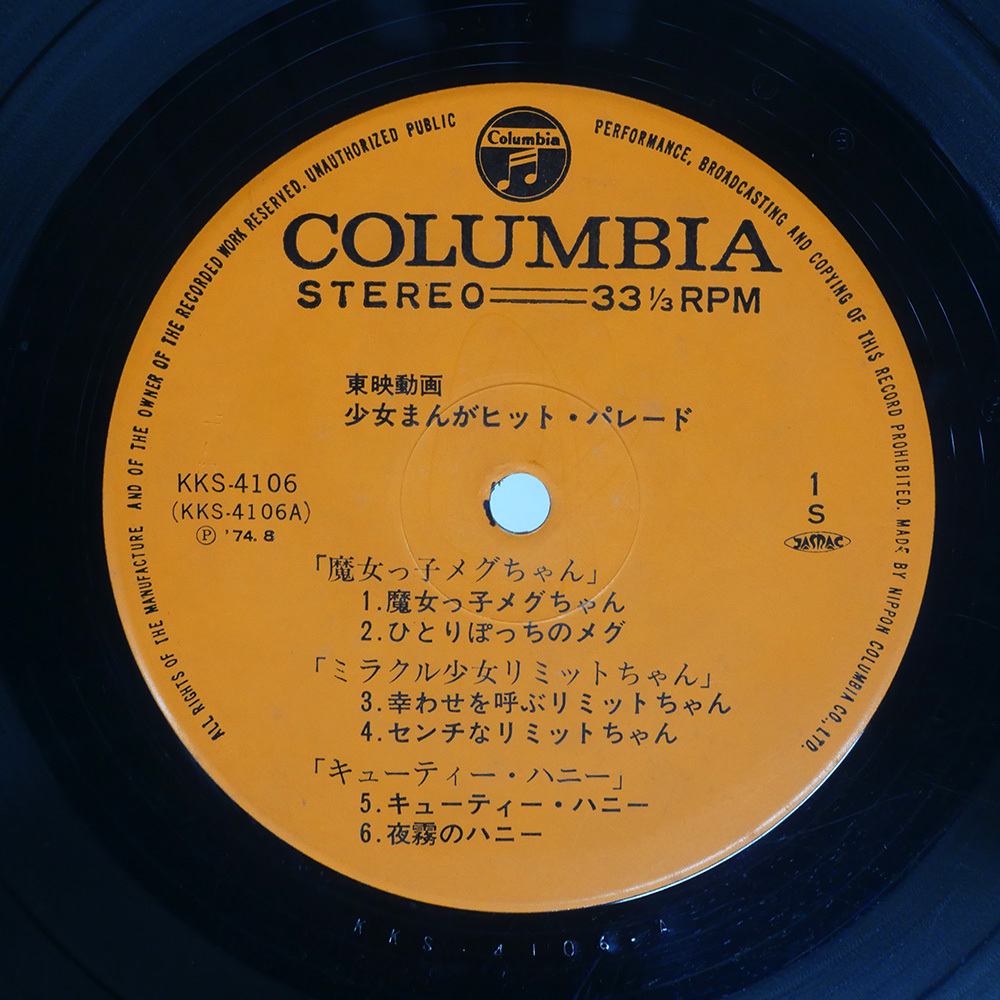 ALL RIGHTS OF THE MANUFACTURE AND OF THE OWNER OF THE RECORDED WORK RESERVED. UNAUTHORIZED PUBLIC PERFORMANCE, BROADCASTING AND COPYING OF THIS RECORD PROHIBITED. MADE BY NIPPON COLUMBIA CO., LTD.
Columbia
COLUMBIA
STEREO 33 1/3 RPM
東映動画
少女まんがヒット・パレード
KKS-4106
(KKS-4106A)
Ⓟ '74.8
1
S
JASRAC
「魔女っ子メグちゃん」
1.魔女っ子メグちゃん
2.ひとりぽっちのメグ
「ミラクル少女リミットちゃん」
3.幸わせを呼ぶリミットちゃん
4.センチなリミットちゃん
「キューティー・ハニー」
5.キューティー・ハニー
6.夜霧のハニー
KKS-4106-A